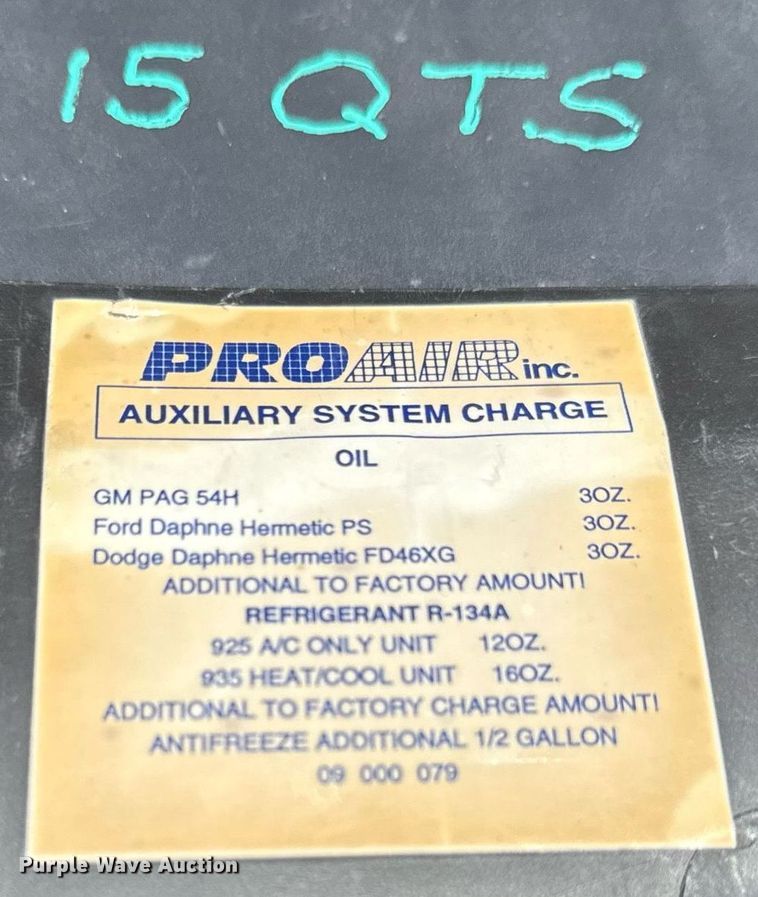 15 QTS
PROAIR inc.
AUXILIARY SYSTEM CHARGE
OIL
GM PAG 54H 3OZ.
Ford Daphne Hermetic PS 3OZ.
Dodge Daphne Hermetic FD46XG 3OZ.
ADDITIONAL TO FACTORY AMOUNT!
REFRIGERANT R-134A
925 A/C ONLY UNIT 12OZ.
935 HEAT/COOL UNIT 16OZ.
ADDITIONAL TO FACTORY CHARGE AMOUNT!
ANTIFREEZE ADDITIONAL 1/2 GALLON
09 000 079
Purple Wave Auction